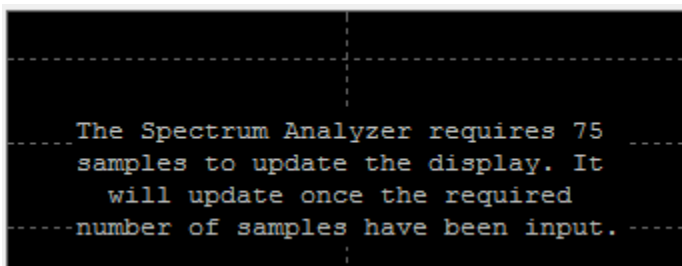 The Spectrum Analyzer requires 75
samples to update the display. It
will update once the required
number of samples have been input.